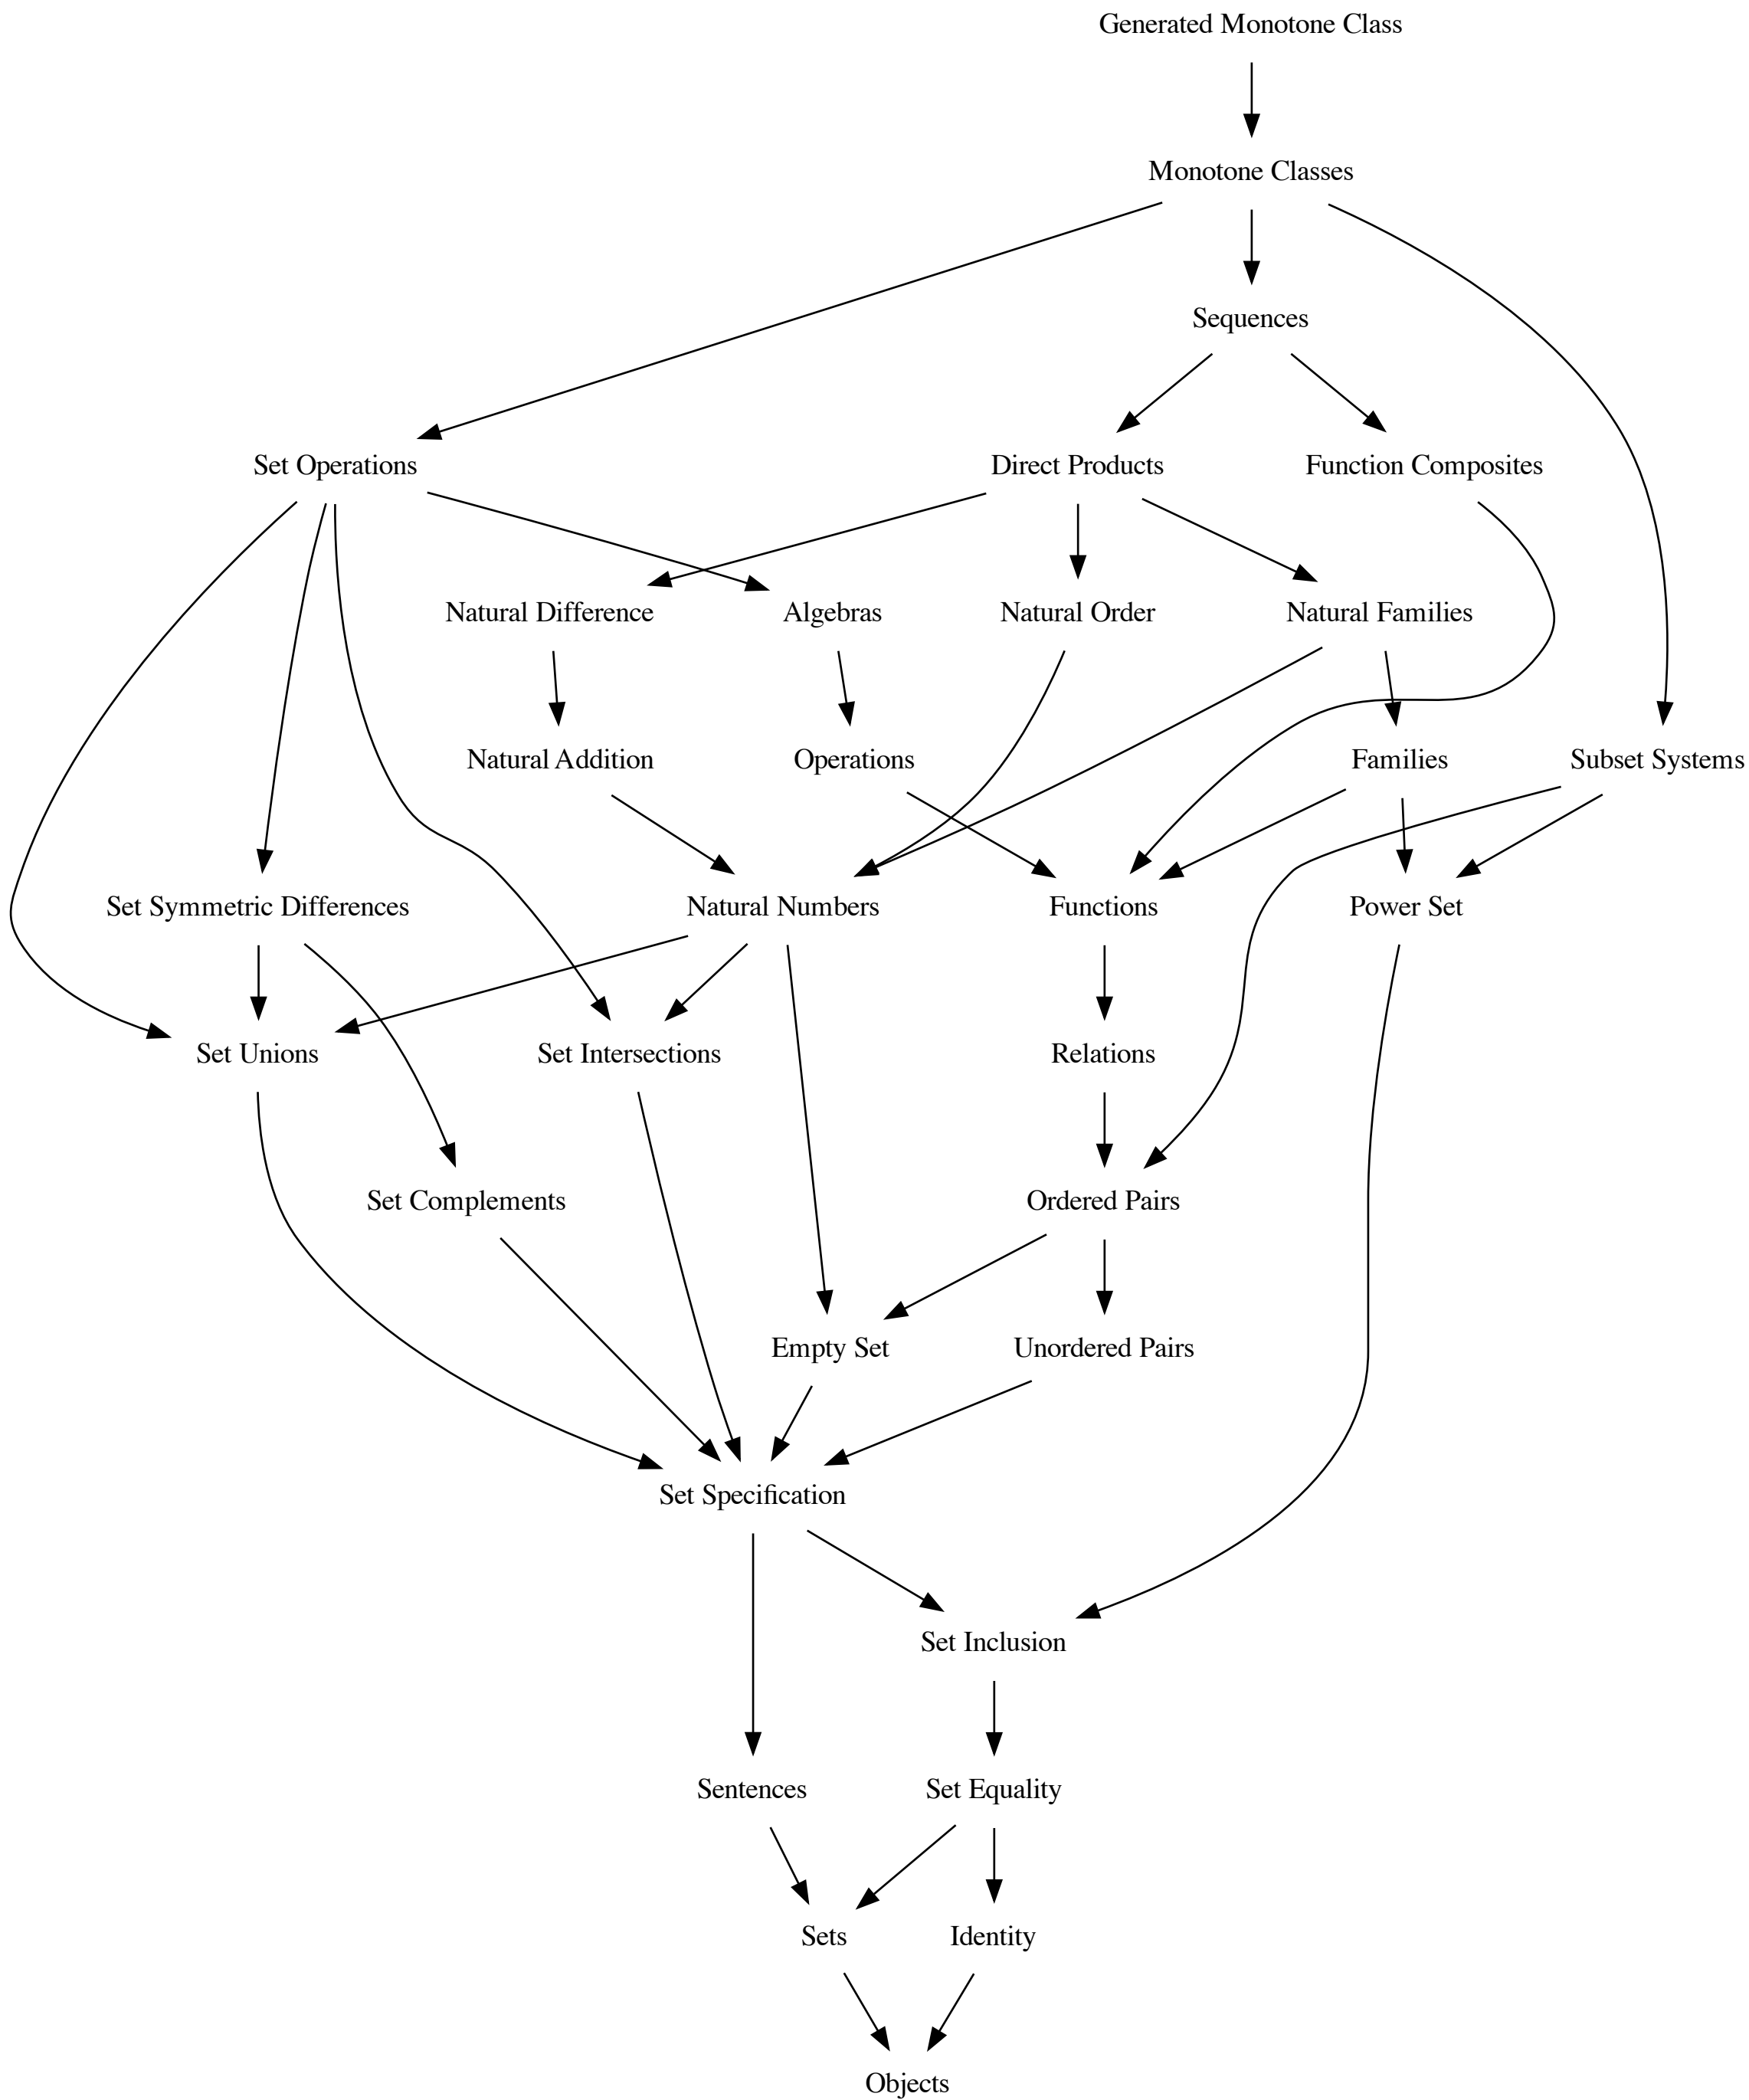 Generated Monotone Class
Monotone Classes
Sequences
Set Operations
Direct Products
Function Composites
Natural Difference
Algebras
Natural Order
Natural Families
Natural Addition
Operations
Families
Subset Systems
Set Symmetric Differences
Natural Numbers
Functions
Power Set
Set Unions
Set Intersections
Relations
Set Complements
Ordered Pairs
Empty Set
Unordered Pairs
Set Specification
Set Inclusion
Sentences
Set Equality
Sets
Identity
Objects